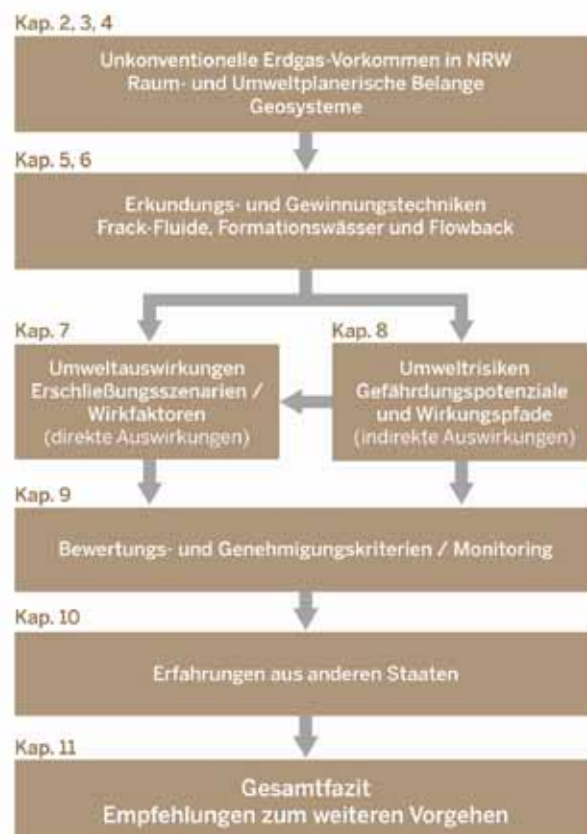 Kap. 2, 3, 4
Unkonventionelle Erdgas-Vorkommen in NRW
Raum- und Umweltplanerische Belange
Geosysteme
Kap. 5, 6
Erkundungs- und Gewinnungstechniken
Frack-Fluide, Formationswässer und Flowback
Kap. 7
Umweltauswirkungen
Erschließungsszenarien /
Wirkfaktoren
(direkte Auswirkungen)
Kap. 8
Umweltrisiken
Gefährdungspotenziale
und Wirkungspfade
(indirekte Auswirkungen)
Kap. 9
Bewertungs- und Genehmigungskriterien / Monitoring
Kap. 10
Erfahrungen aus anderen Staaten
Kap. 11
Gesamtfazit
Empfehlungen zum weiteren Vorgehen